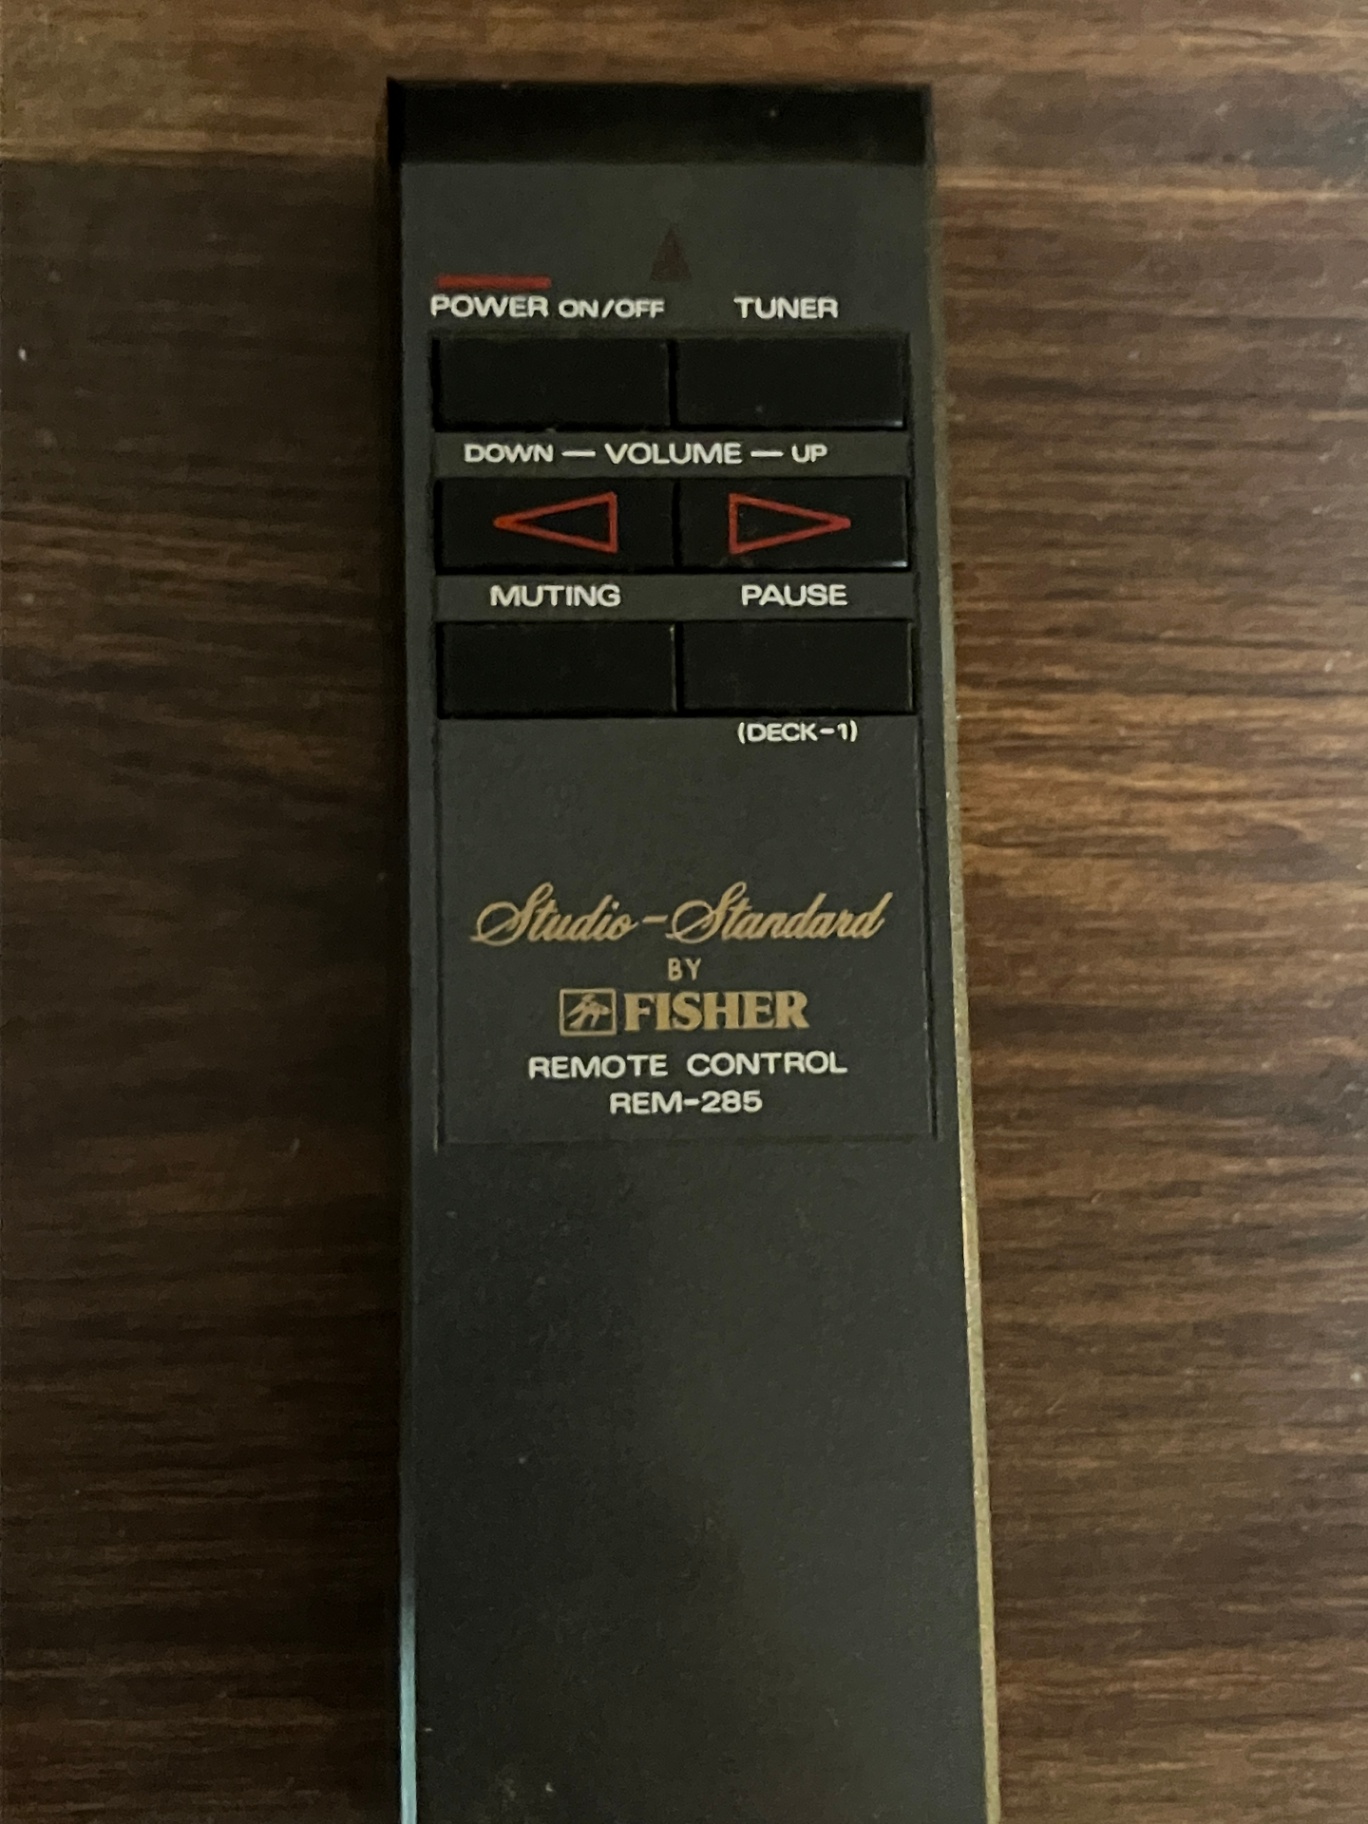 POWER ON/OFF TUNER
DOWN — VOLUME — UP
MUTING PAUSE
(DECK-1)
Studio-Standard
BY
FISHER
REMOTE CONTROL
REM-285